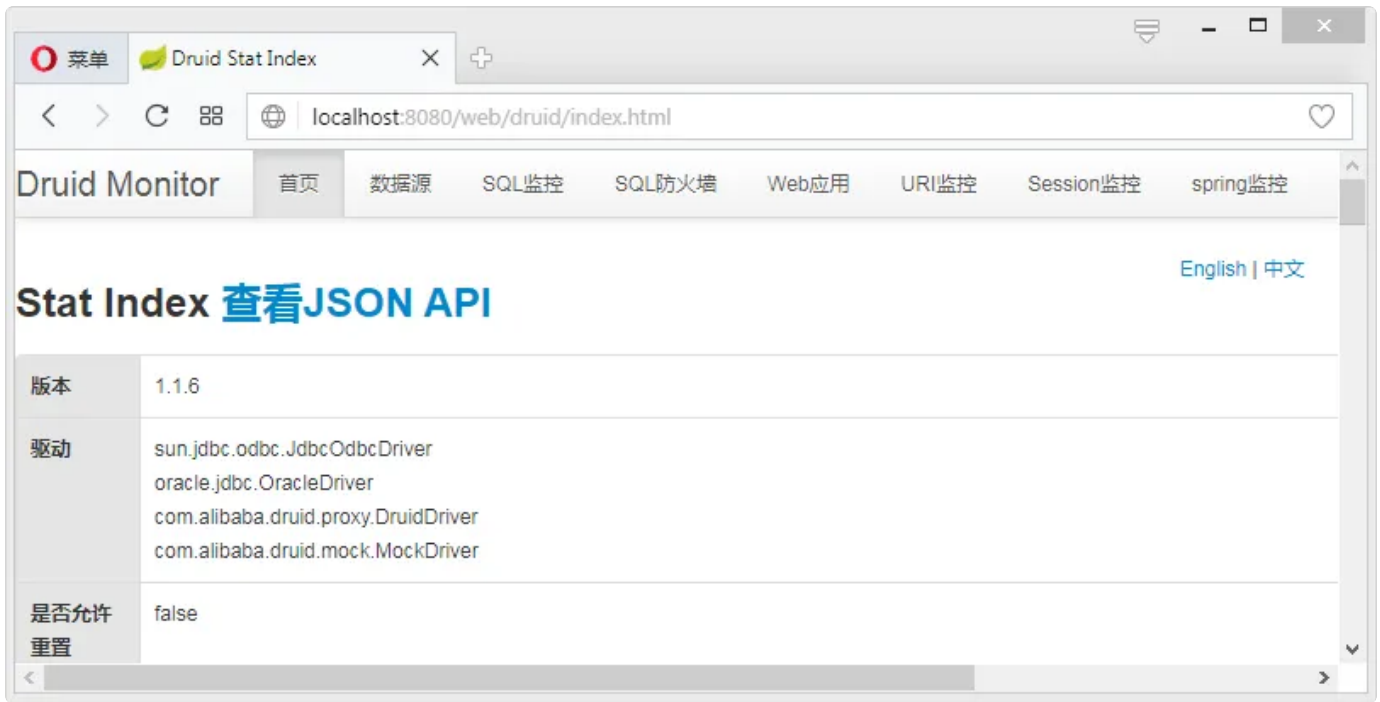 菜单 Druid Stat Index
localhost:8080/web/druid/index.html
Druid Monitor 首页 数据源 SQL监控 SQL防火墙 Web应用 URI监控 Session监控 spring监控
English | 中文
Stat Index 查看JSON API
版本 1.1.6
驱动 sun.jdbc.odbc.JdbcOdbcDriver
oracle.jdbc.OracleDriver
com.alibaba.druid.proxy.DruidDriver
com.alibaba.druid.mock.MockDriver
是否允许 false
重置